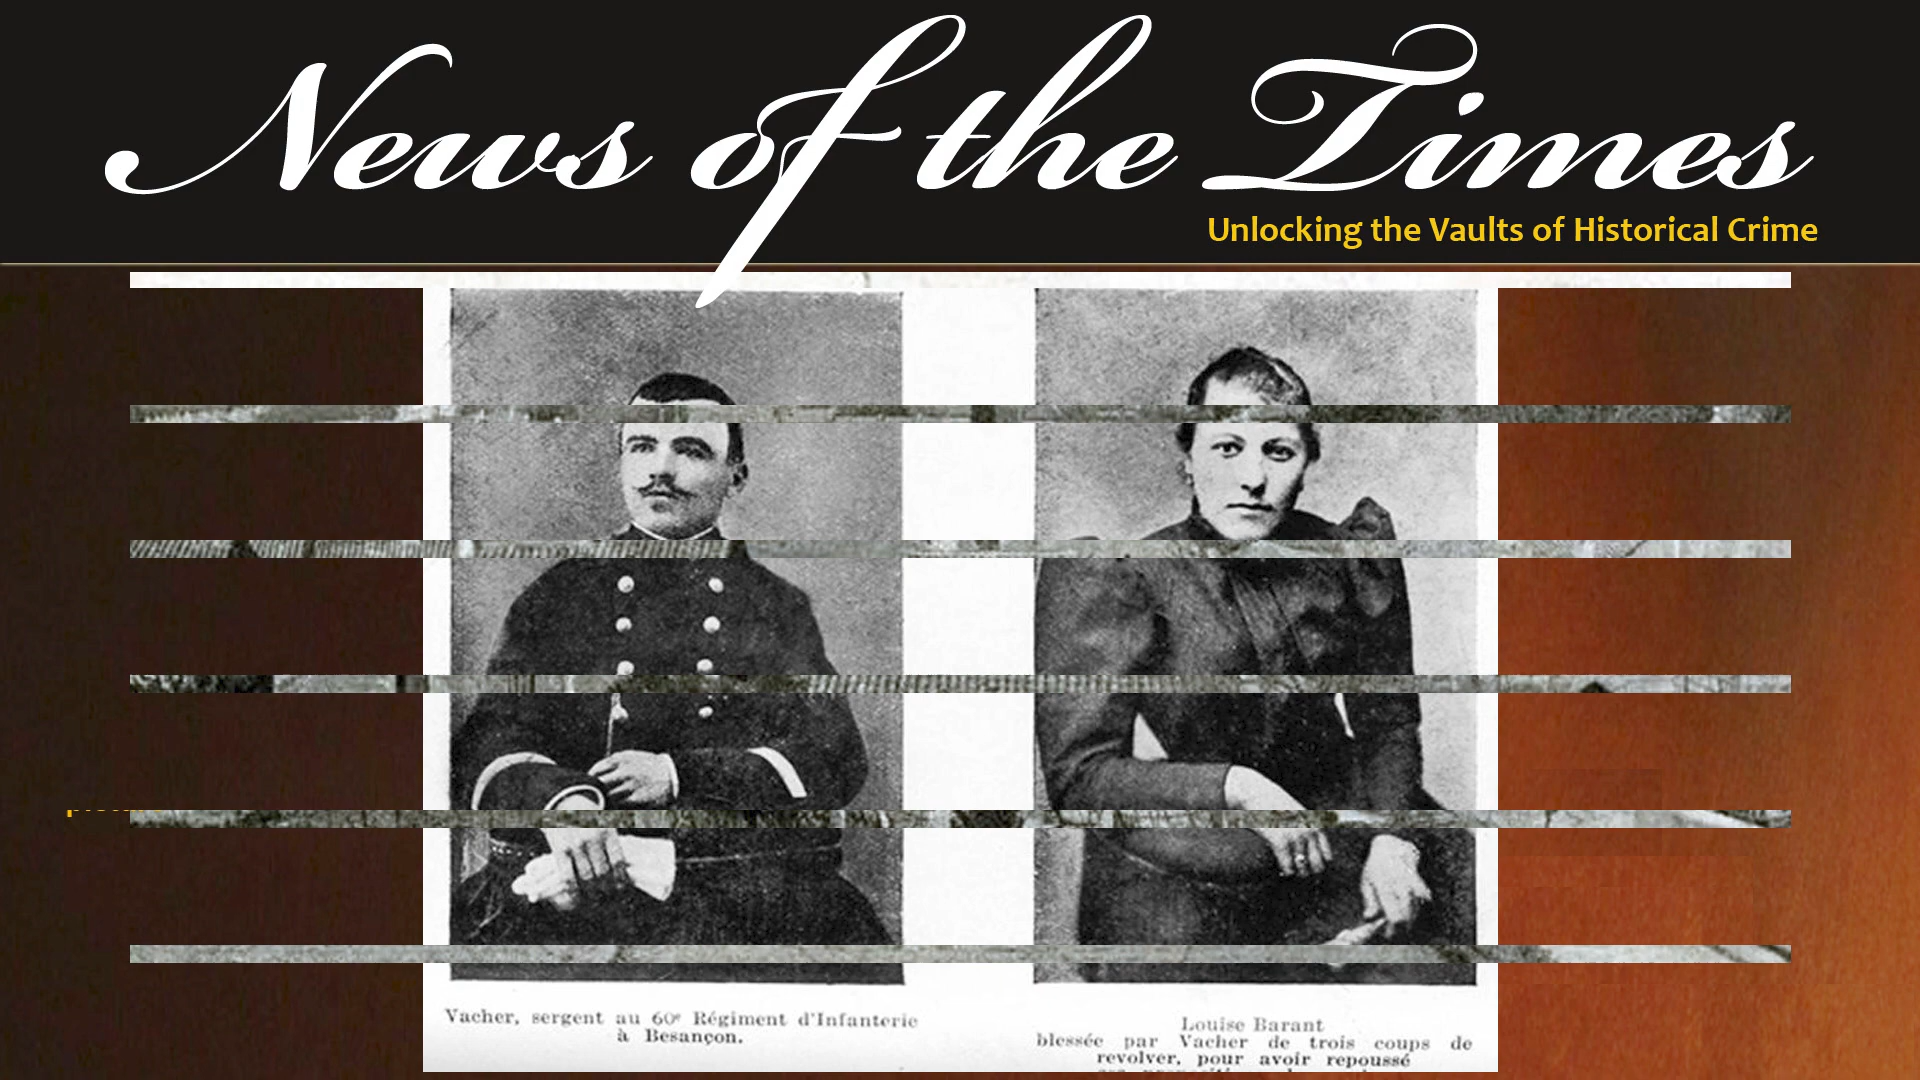 News of the Times
Unlocking the Vaults of Historical Crime
Vacher, sergent au 60e Régiment d'Infanterie
à Besançon.
Louise Barant
blessée par Vacher de trois coups de
revolver, pour avoir repoussé